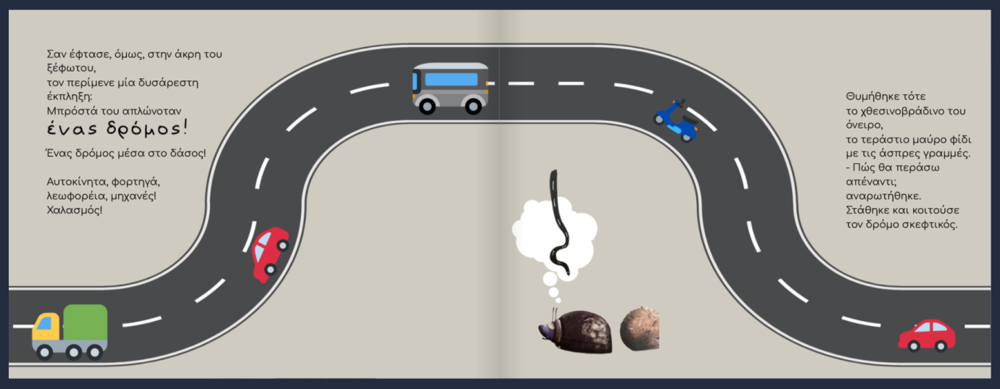 Σαν έφτασε, όμως, στην άκρη του
ξέφωτου,
τον περίμενε μία δυσάρεστη
έκπληξη:
Μπρόστά του απλώνοταν
ένας δρόμος!
Ένας δρόμος μέσα στο δάσος!
Αυτοκίνητα, φορτηγά,
λεωφορέια, μηχανές!
Χαλασμός!
Θυμήθηκε τότε
το χθεσινοβράδινο του
όνειρο,
το τεράστιο μαύρο φίδι
με τις άσπρες γραμμές.
- Πώς θα περάσω
απέναντι;
αναρωτήθηκε.
Στάθηκε και κοιτούσε
τον δρόμο σκεφτικός.